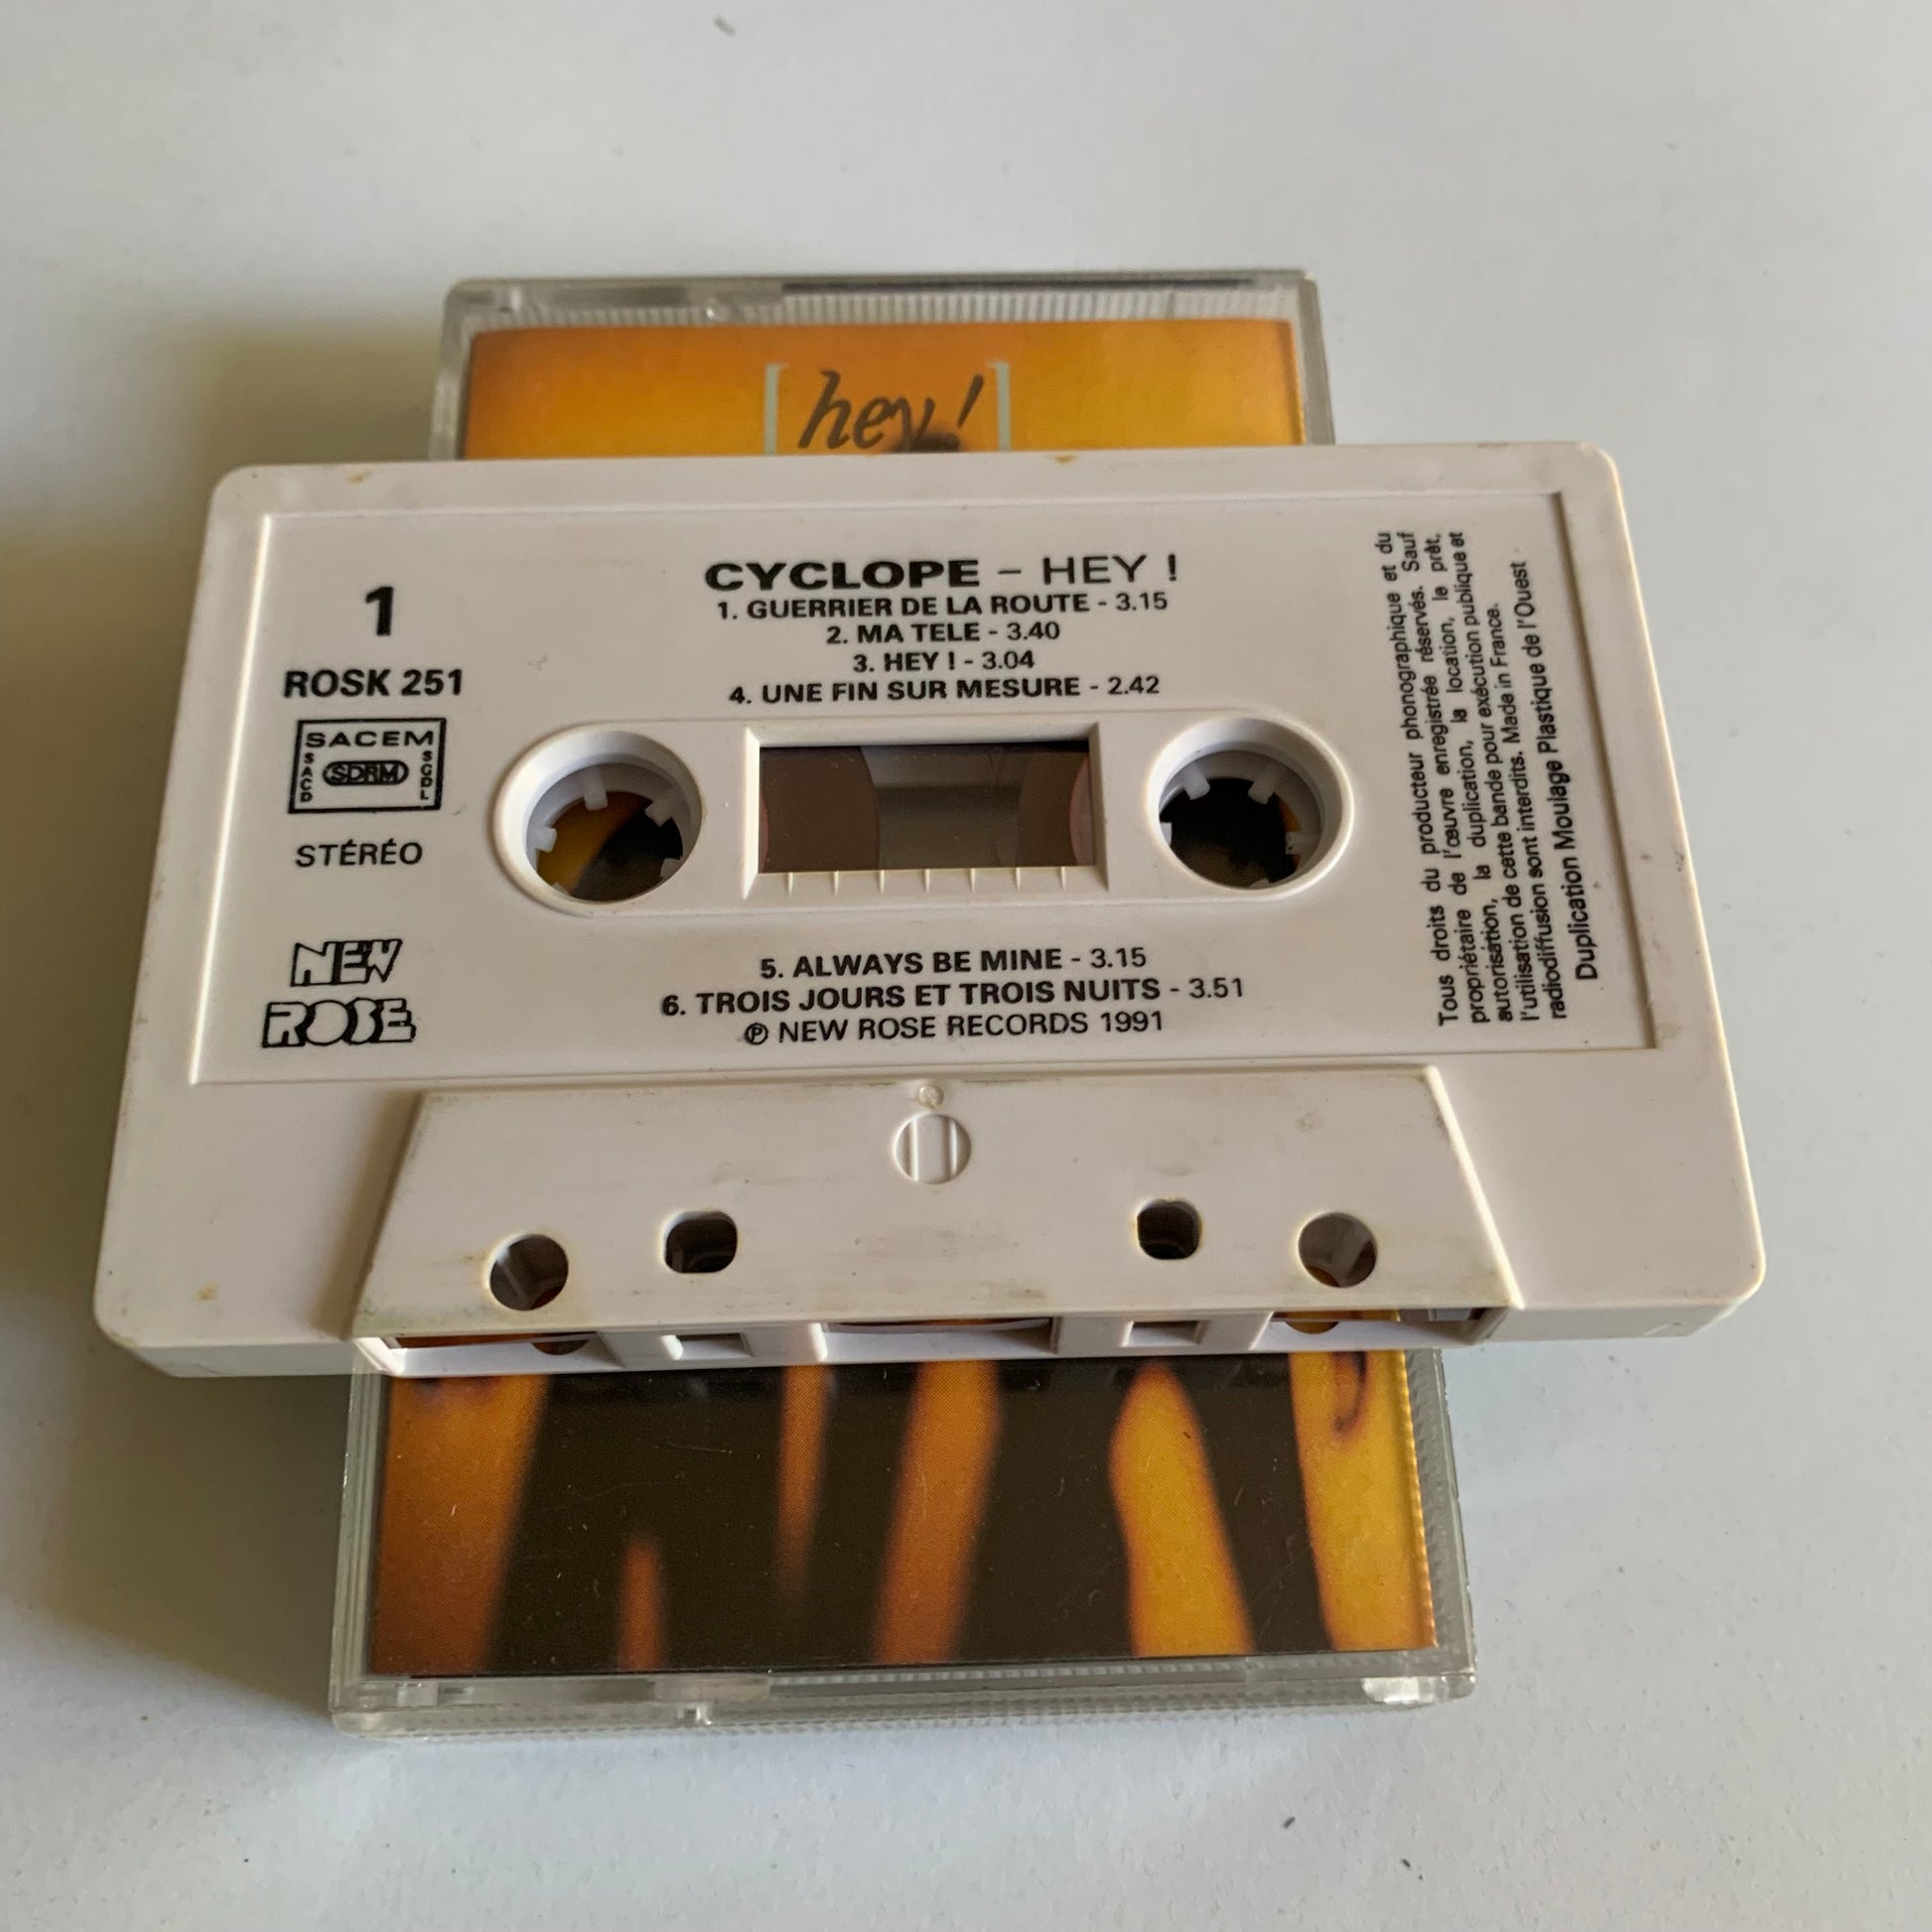 [ hey! ]
CYCLOPE – HEY !
1. GUERRIER DE LA ROUTE - 3.15
2. MA TELE - 3.40
3. HEY ! - 3.04
4. UNE FIN SUR MESURE - 2.42
1
ROSK 251
SACEM
SACD
SDRM
SGDL
STÉRÉO
NEW
ROSE
5. ALWAYS BE MINE - 3.15
6. TROIS JOURS ET TROIS NUITS - 3.51
℗ NEW ROSE RECORDS 1991
Tous droits du producteur phonographique et du
propriétaire de l'œuvre enregistrée réservés. Sauf
autorisation, la duplication, la location, le prêt,
l'utilisation de cette bande pour exécution publique et
radiodiffusion sont interdits. Made in France.
Duplication Moulage Plastique de l'Ouest